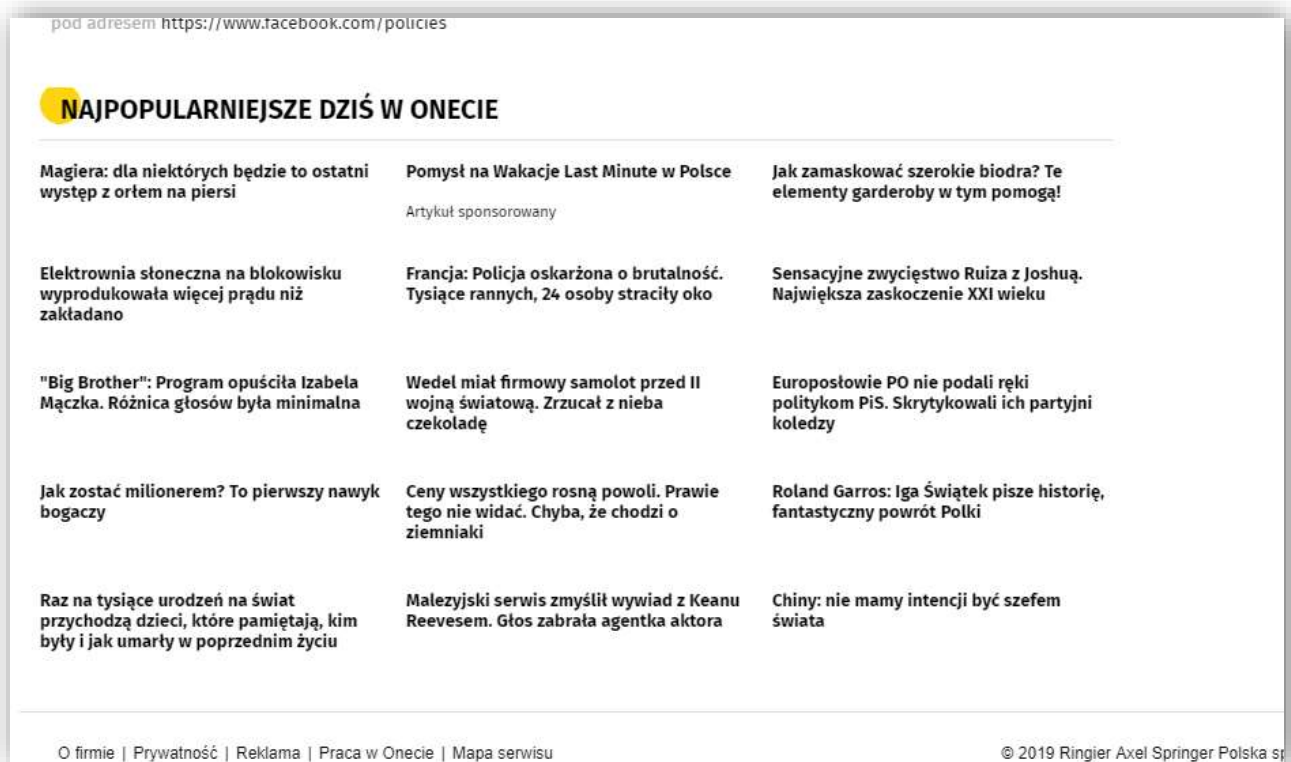 pod adresem https://www.facebook.com/policies
NAJPOPULARNIEJSZE DZIŚ W ONECIE
Magiera: dla niektórych będzie to ostatni
występ z orłem na piersi
Pomysł na Wakacje Last Minute w Polsce
Artykuł sponsorowany
Jak zamaskować szerokie biodra? Te
elementy garderoby w tym pomogą!
Elektrownia słoneczna na blokowisku
wyprodukowała więcej prądu niż
zakładano
Francja: Policja oskarżona o brutalność.
Tysiące rannych, 24 osoby straciły oko
Sensacyjne zwycięstwo Ruiza z Joshuą.
Największa zaskoczenie XXI wieku
"Big Brother": Program opuściła Izabela
Mączka. Różnica głosów była minimalna
Wedel miał firmowy samolot przed II
wojną światową. Zrzucał z nieba
czekoladę
Europosłowie PO nie podali ręki
politykom PiS. Skrytykowali ich partyjni
koledzy
Jak zostać milionerem? To pierwszy nawyk
bogaczy
Ceny wszystkiego rosną powoli. Prawie
tego nie widać. Chyba, że chodzi o
ziemniaki
Roland Garros: Iga Świątek pisze historię,
fantastyczny powrót Polki
Raz na tysiące urodzeń na świat
przychodzą dzieci, które pamiętają, kim
były i jak umarły w poprzednim życiu
Malezyjski serwis zmyślił wywiad z Keanu
Reevesem. Głos zabrała agentka aktora
Chiny: nie mamy intencji być szefem
świata
O firmie | Prywatność | Reklama | Praca w Onecie | Mapa serwisu
© 2019 Ringier Axel Springer Polska